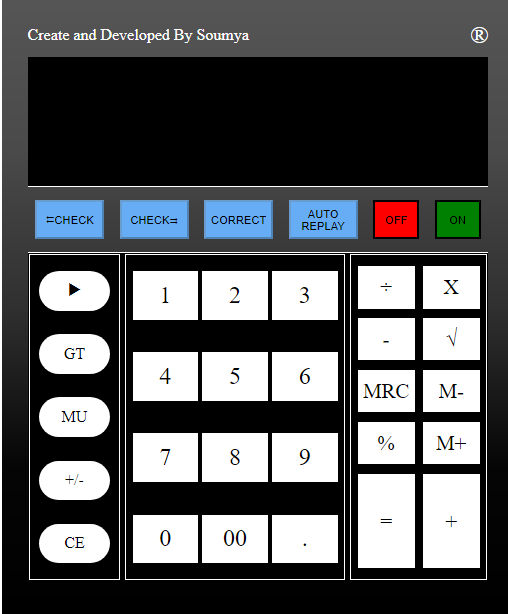 Create and Developed By Soumya ®
⇇CHECK CHECK⇉ CORRECT AUTO REPLAY OFF ON
▶
GT
MU
+/-
CE
1 2 3
4 5 6
7 8 9
0 00 .
÷ X
- √
MRC M-
% M+
= +